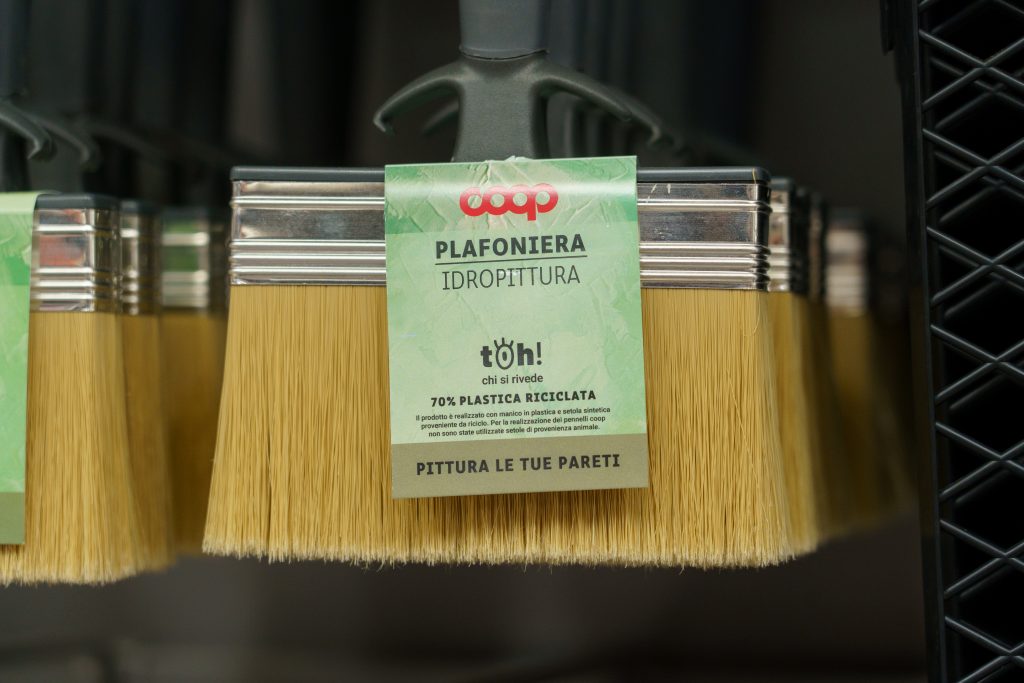 coop
PLAFONIERA
IDROPITTURA
tOh!
chi si rivede
70% PLASTICA RICICLATA
Il prodotto è realizzato con manico in plastica e setola sintetica
proveniente da riciclo. Per la realizzazione dei pennelli coop
non sono state utilizzate setole di provenienza animale.
PITTURA LE TUE PARETI